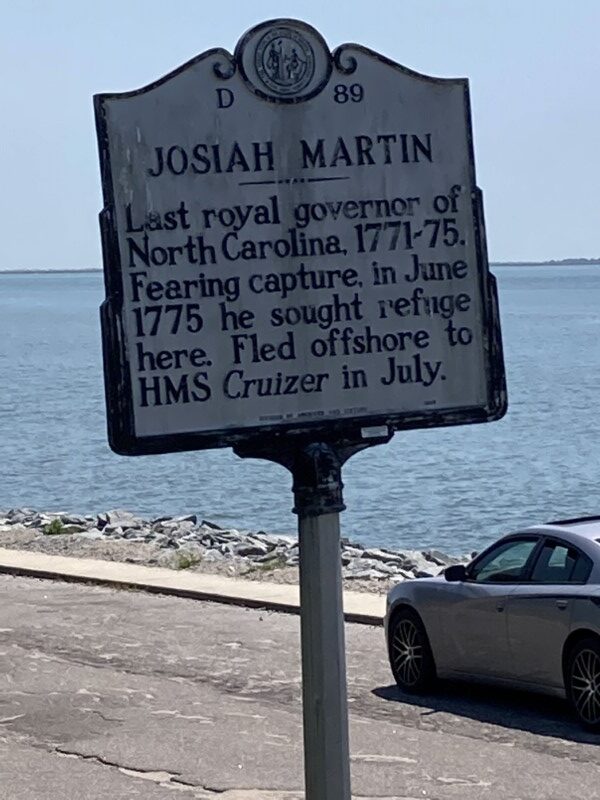 D 89
JOSIAH MARTIN
Last royal governor of
North Carolina, 1771-75.
Fearing capture, in June
1775 he sought refuge
here. Fled offshore to
HMS Cruizer in July.